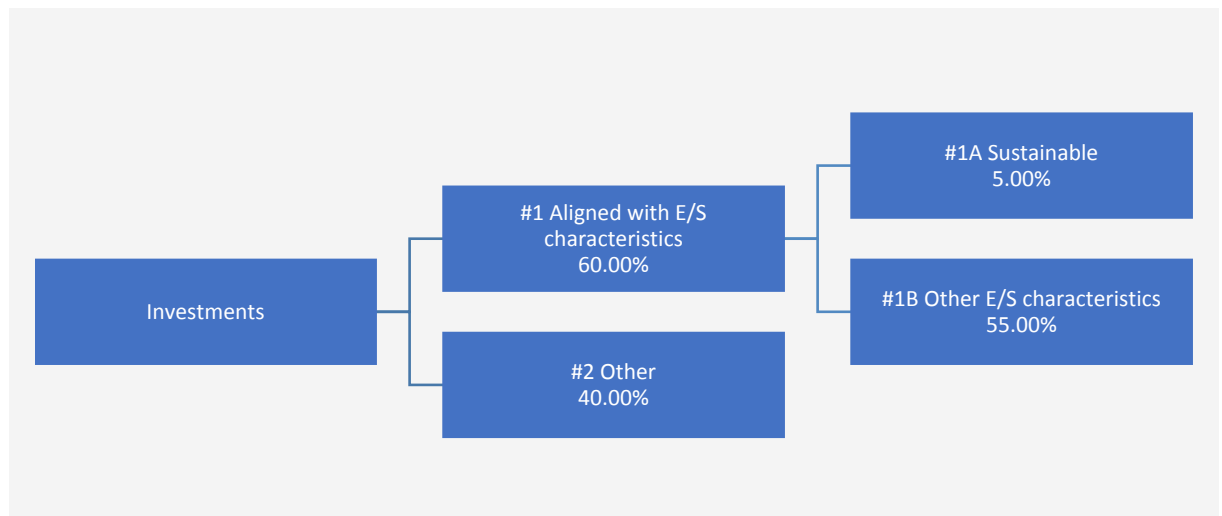 Investments
#1 Aligned with E/S
characteristics
60.00%
#2 Other
40.00%
#1A Sustainable
5.00%
#1B Other E/S characteristics
55.00%